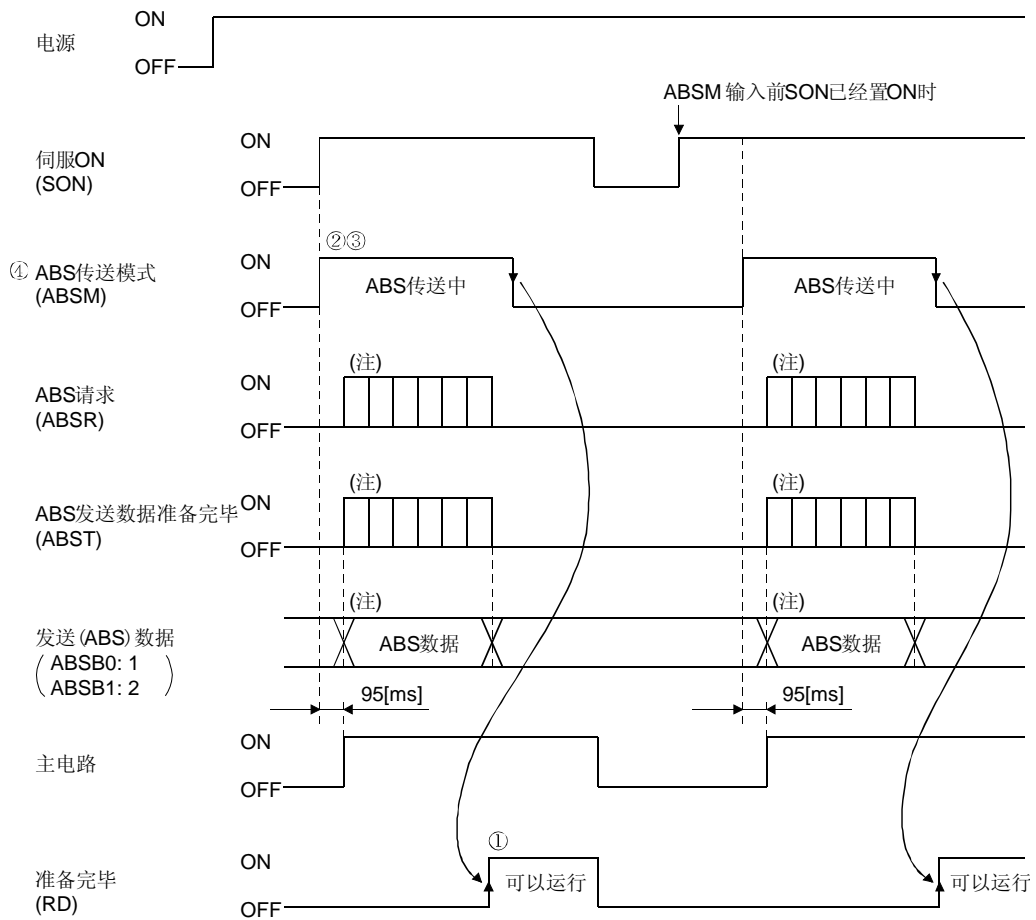 电源
ON
OFF
ABSM 输入前SON已经置ON时
伺服ON
(SON)
ON
OFF
②③
④ ABS传送模式
(ABSM)
ON
OFF
ABS传送中
ABS传送中
(注)
(注)
ABS请求
(ABSR)
ON
OFF
(注)
(注)
ABS发送数据准备完毕
(ABST)
ON
OFF
(注)
(注)
发送(ABS)数据
(ABSB0: 1
ABSB1: 2)
ABS数据
ABS数据
95[ms]
95[ms]
主电路
ON
OFF
①
准备完毕
(RD)
ON
OFF
可以运行
可以运行